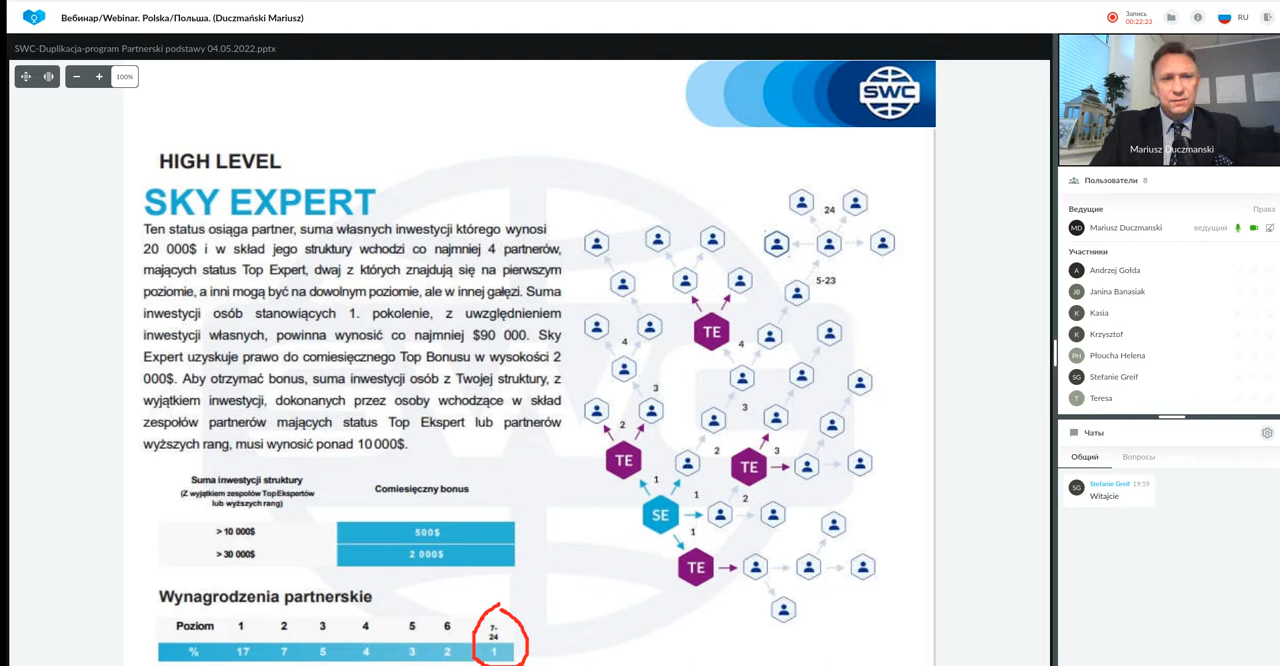 Вебинар/Webinar. Polska/Польша. (Duczmański Mariusz)
Запись
00:22:23
RU
SWC-Duplikacja-program Partnerski podstawy 04.05.2022.pptx
100%
SWC
HIGH LEVEL
SKY EXPERT
Ten status osiąga partner, suma własnych inwestycji którego wynosi
20 000$ i w skład jego struktury wchodzi co najmniej 4 partnerów,
mających status Top Expert, dwaj z których znajdują się na pierwszym
poziomie, a inni mogą być na dowolnym poziomie, ale w innej gałęzi. Suma
inwestycji osób stanowiących 1. pokolenie, z uwzględnieniem
inwestycji własnych, powinna wynosić co najmniej $90 000. Sky
Expert uzyskuje prawo do comiesięcznego Top Bonusu w wysokości 2
000$. Aby otrzymać bonus, suma inwestycji osób z Twojej struktury, z
wyjątkiem inwestycji, dokonanych przez osoby wchodzące w skład
zespołów partnerów mających status Top Ekspert lub partnerów
wyższych rang, musi wynosić ponad 10 000$.
Suma inwestycji struktury
(Z wyjątkiem zespołów TopEkspertów
lub wyższych rang)
Comiesięczny bonus
> 10 000$ 500$
> 30 000$ 2 000$
Wynagrodzenia partnerskie
Poziom 1 2 3 4 5 6 7-
24
% 17 7 5 4 3 2 1
24
5-23
TE
4
4
3
3
2
TE
2
TE
3
1
1
2
SE
1
TE
Mariusz Duczmanski
Пользователи 8
Ведущие Права
MD Mariusz Duczmanski ведущий
Участники
A Andrzej Gołda
JB Janina Banasiak
K Kasia
K Krzysztof
PH Płoucha Helena
SG Stefanie Greif
T Teresa
Чаты
Общий Вопросы
SG Stefanie Greif 19:59
Witajcie